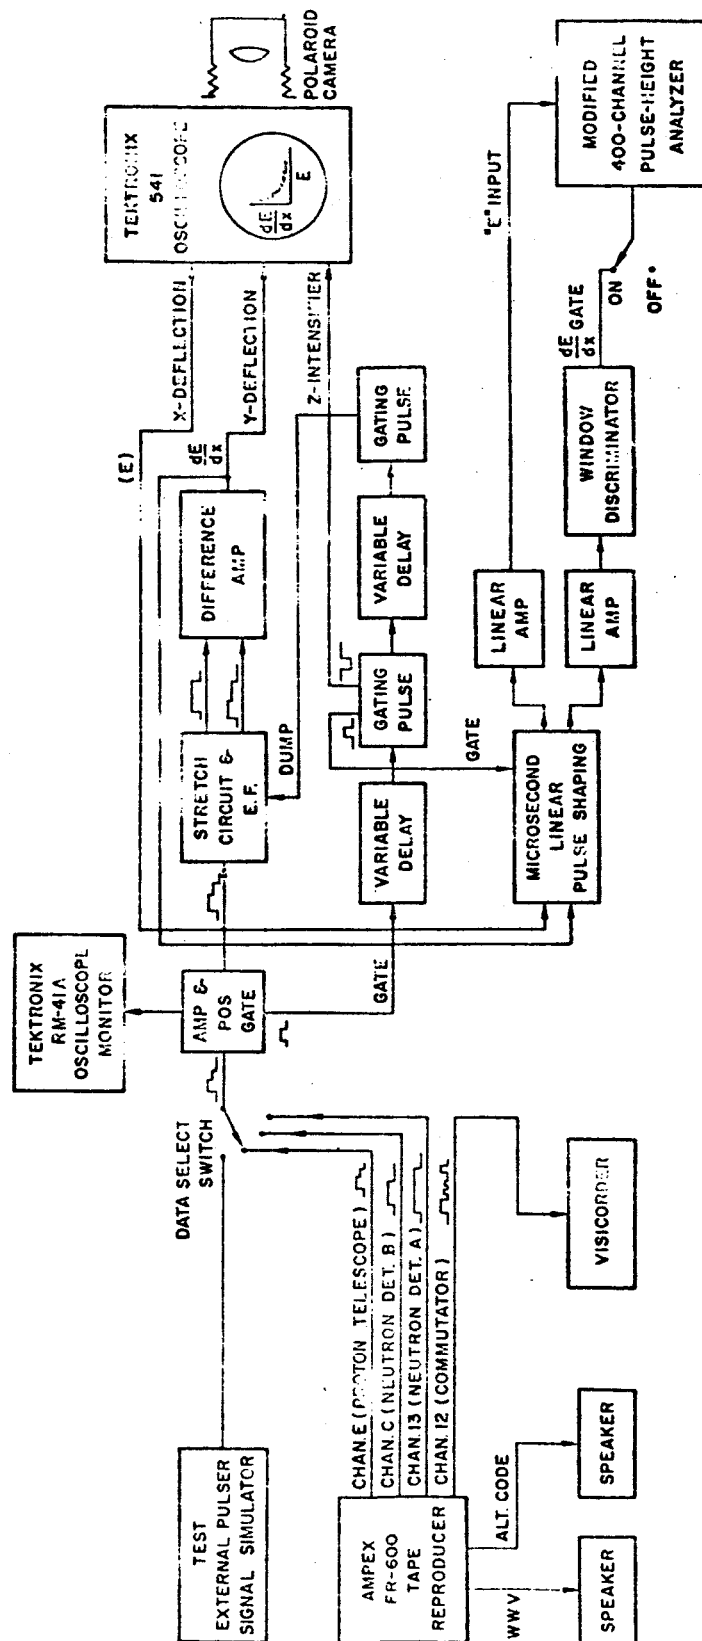 TEKTRONIX
541
OSCILLOSCOPE
dE
dx
E
POLAROID
CAMERA
X-DEFLECTION
Y-DEFLECTION
Z-INTENSIFIER
(E)
dE
dx
DIFFERENCE
AMP
STRETCH
CIRCUIT &
E.F.
DUMP
GATING
PULSE
VARIABLE
DELAY
GATING
PULSE
VARIABLE
DELAY
GATE
GATE
TEKTRONIX
RM-41A
OSCILLOSCOPE
MONITOR
AMP &
POS
GATE
DATA SELECT
SWITCH
TEST
EXTERNAL PULSER
SIGNAL SIMULATOR
AMPEX
FR-600
TAPE
REPRODUCER
CHAN. E (PROTON TELESCOPE)
CHAN. C (NEUTRON DET. B)
CHAN. 13 (NEUTRON DET. A)
CHAN. 12 (COMMUTATOR)
ALT. CODE
WWV
SPEAKER
SPEAKER
VISICORDER
MICROSECOND
LINEAR
PULSE SHAPING
LINEAR
AMP
LINEAR
AMP
WINDOW
DISCRIMINATOR
dE
dx
GATE
ON
OFF
"E" INPUT
MODIFIED
400-CHANNEL
PULSE-HEIGHT
ANALYZER